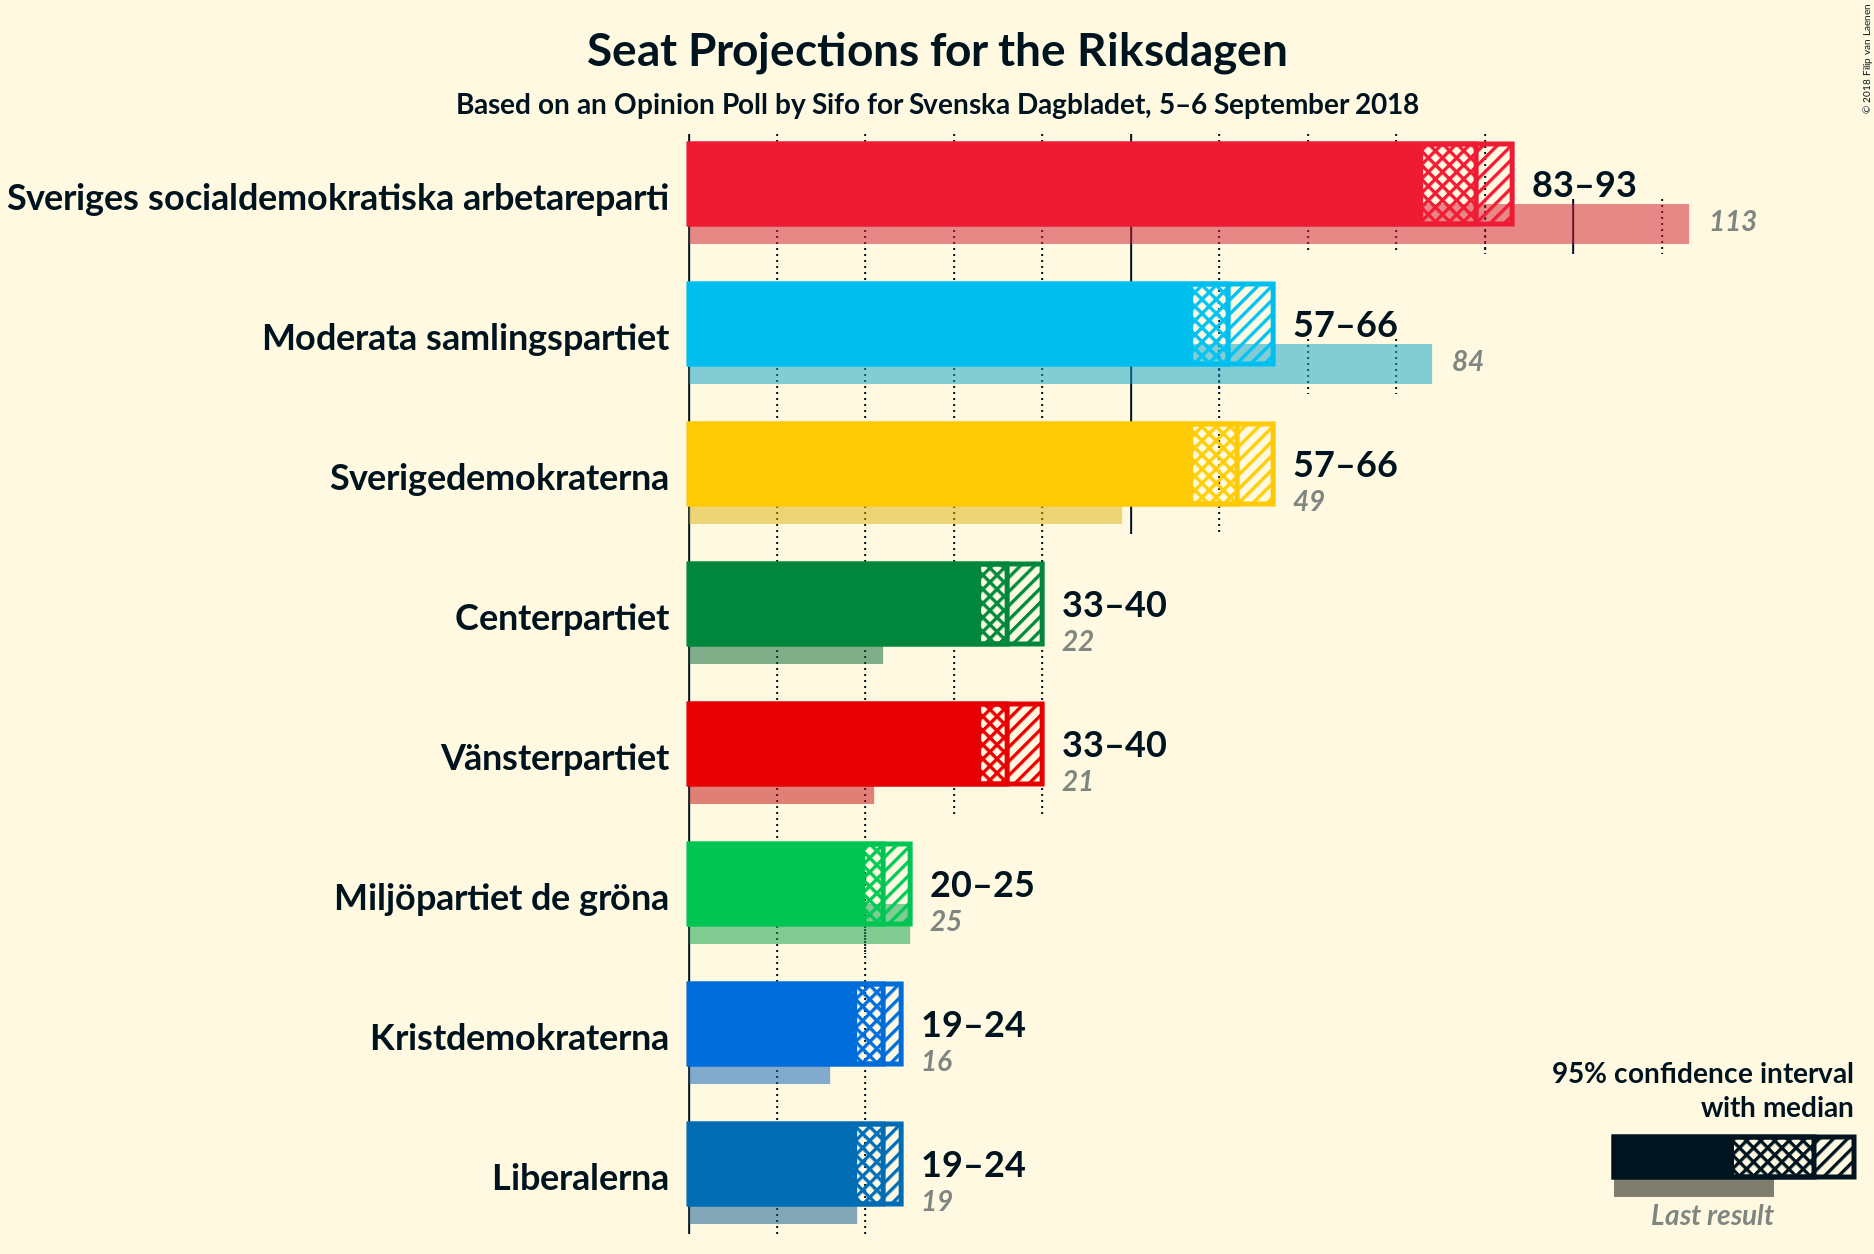 Seat Projections for the Riksdagen
Based on an Opinion Poll by Sifo for Svenska Dagbladet, 5–6 September 2018
© 2018 Filip van Laenen
Sveriges socialdemokratiska arbetareparti
83–93
113
Moderata samlingspartiet
57–66
84
Sverigedemokraterna
57–66
49
Centerpartiet
33–40
22
Vänsterpartiet
33–40
21
Miljöpartiet de gröna
20–25
25
Kristdemokraterna
19–24
16
Liberalerna
19–24
19
95% confidence interval
with median
Last result